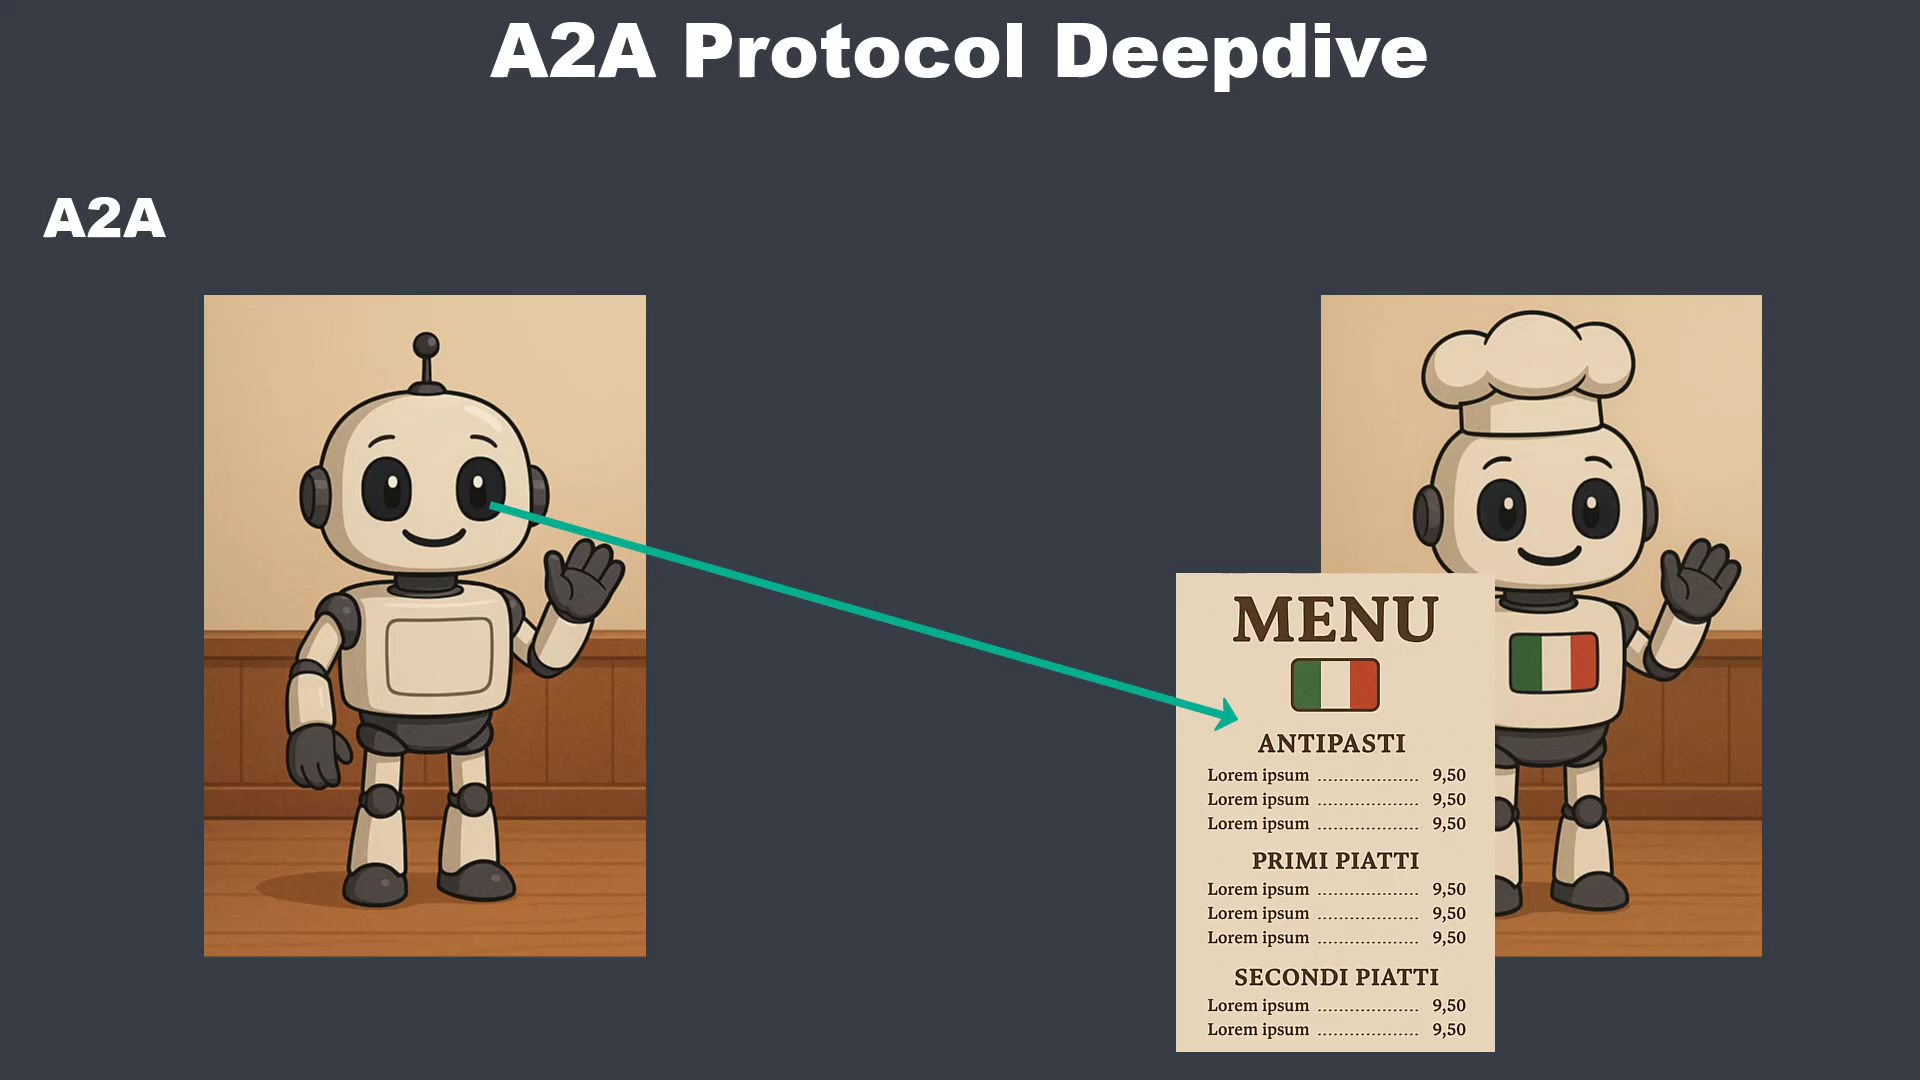 A2A Protocol Deepdive
A2A
MENU
ANTIPASTI
Lorem ipsum ................... 9,50
Lorem ipsum ................... 9,50
Lorem ipsum ................... 9,50
PRIMI PIATTI
Lorem ipsum ................... 9,50
Lorem ipsum ................... 9,50
Lorem ipsum ................... 9,50
SECONDI PIATTI
Lorem ipsum ................... 9,50
Lorem ipsum ................... 9,50